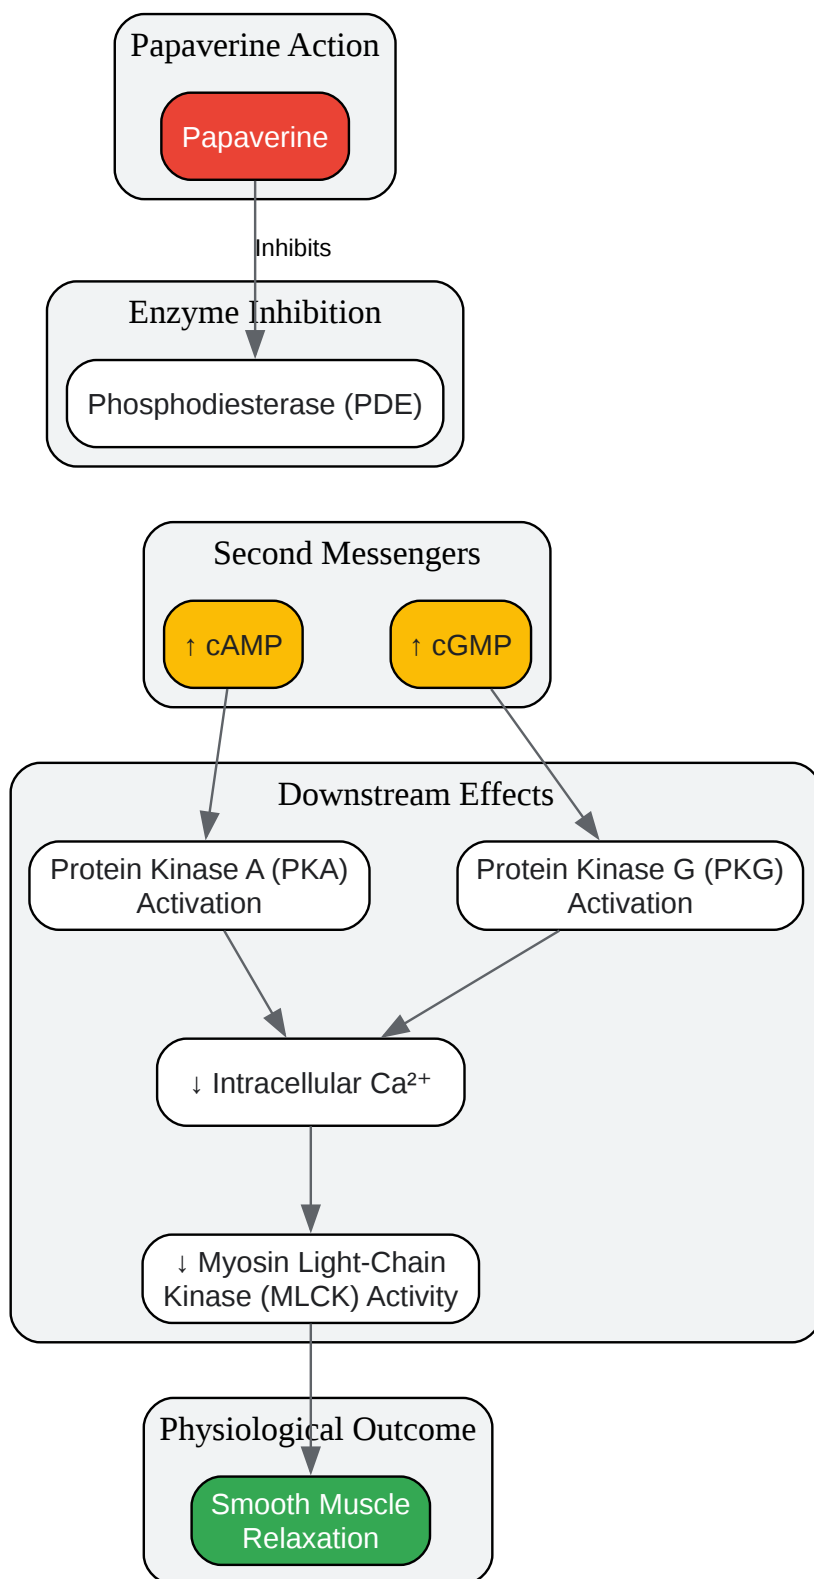 Papaverine Action
Papaverine
Inhibits
Enzyme Inhibition
Phosphodiesterase (PDE)
Second Messengers
↑ cAMP
↑ cGMP
Downstream Effects
Protein Kinase A (PKA)
Activation
Protein Kinase G (PKG)
Activation
↓ Intracellular Ca²⁺
↓ Myosin Light-Chain
Kinase (MLCK) Activity
Physiological Outcome
Smooth Muscle
Relaxation